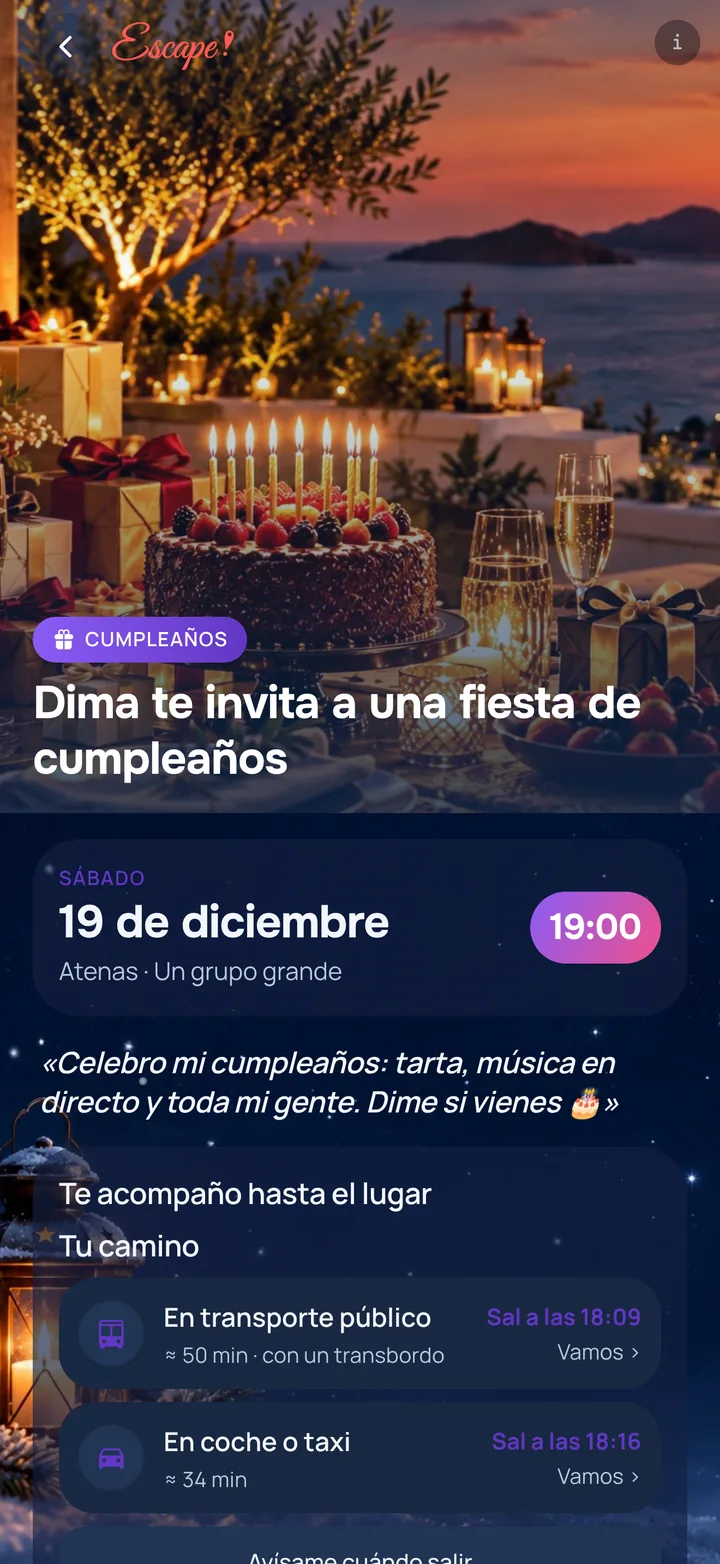 Escape!
i
CUMPLEAÑOS
Dima te invita a una fiesta de
cumpleaños
SÁBADO
19 de diciembre
19:00
Atenas · Un grupo grande
«Celebro mi cumpleaños: tarta, música en
directo y toda mi gente. Dime si vienes 🎂»
Te acompaño hasta el lugar
Tu camino
En transporte público
Sal a las 18:09
≈ 50 min · con un transbordo
Vamos ›
En coche o taxi
Sal a las 18:16
≈ 34 min
Vamos ›
Avísame cuándo salir